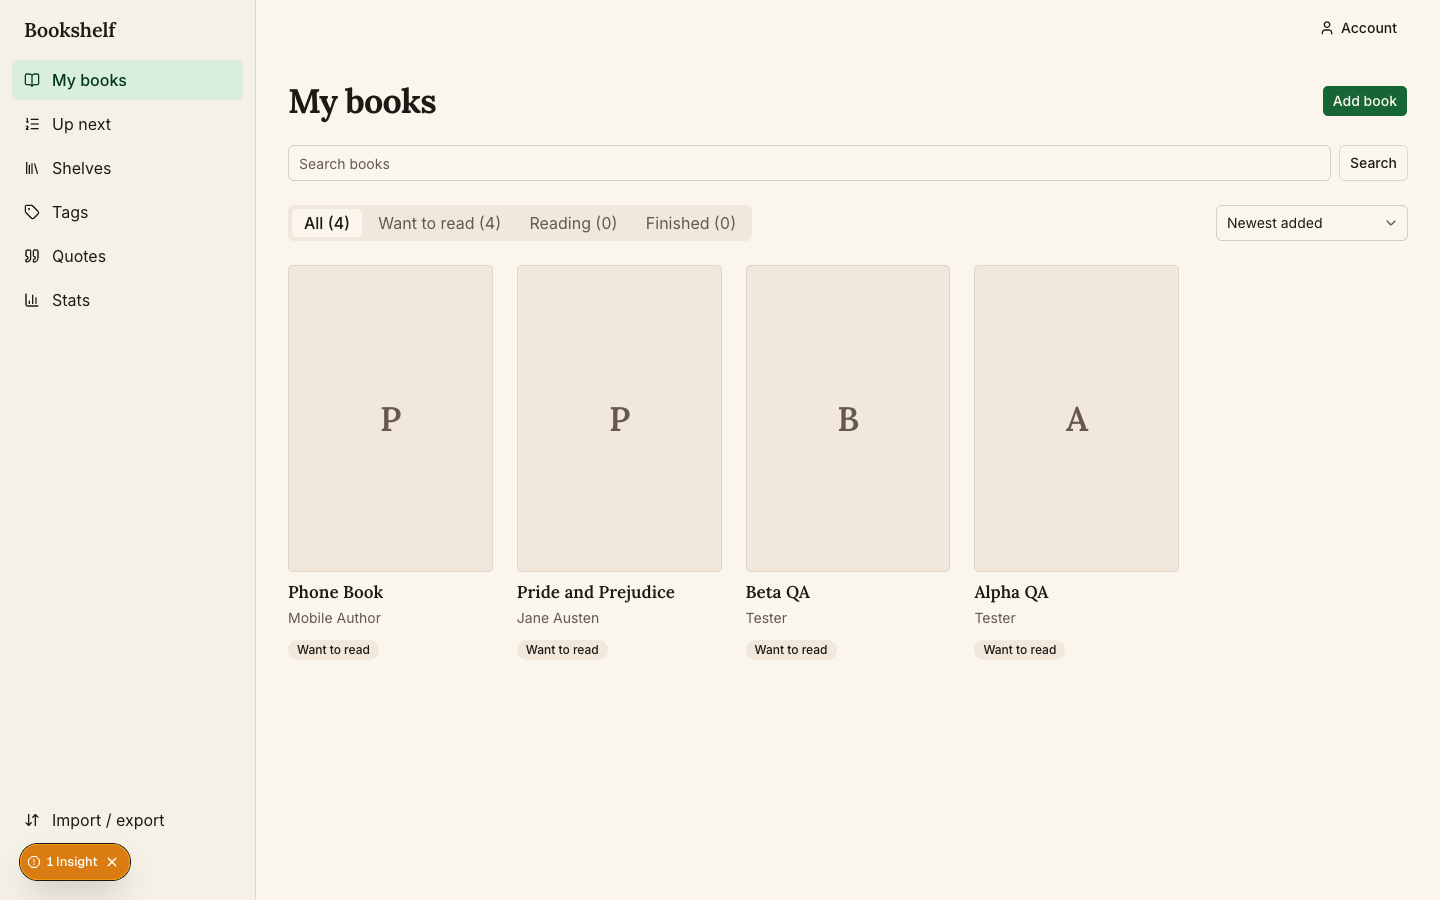 Bookshelf
Account
My books
Up next
Shelves
Tags
Quotes
Stats
Import / export
1 Insight
My books
Add book
Search books
Search
All (4)
Want to read (4)
Reading (0)
Finished (0)
Newest added
P
Phone Book
Mobile Author
Want to read
P
Pride and Prejudice
Jane Austen
Want to read
B
Beta QA
Tester
Want to read
A
Alpha QA
Tester
Want to read